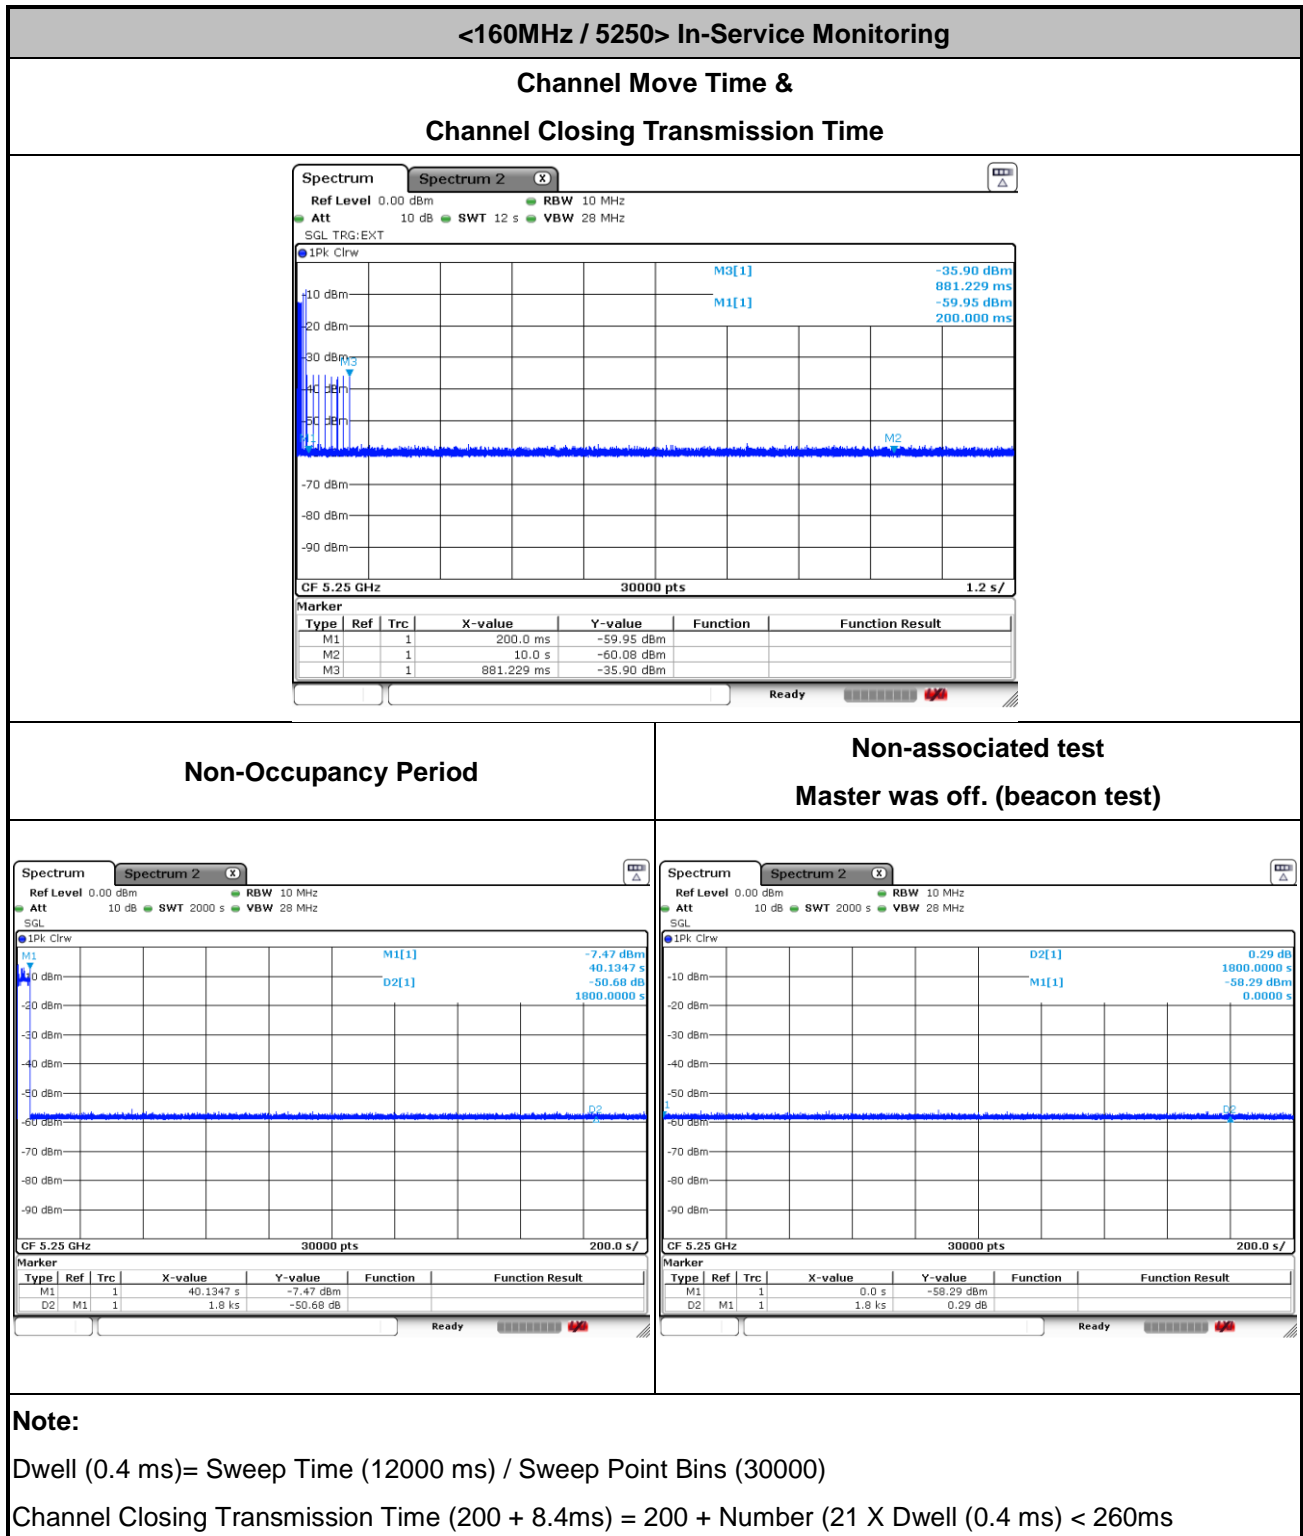 <160MHz / 5250> In-Service Monitoring
Channel Move Time &
Channel Closing Transmission Time
Spectrum Spectrum 2 X
Ref Level 0.00 dBm RBW 10 MHz
Att 10 dB SWT 12 s VBW 28 MHz
SGL TRG:EXT
1Pk Clrw
M3[1] -35.90 dBm
881.229 ms
-10 dBm
M1[1] -59.95 dBm
200.000 ms
-20 dBm
-30 dBm
M3
-40 dBm
-50 dBm
M1
M2
-70 dBm
-80 dBm
-90 dBm
CF 5.25 GHz 30000 pts 1.2 s/
Marker
Type Ref Trc X-value Y-value Function Function Result
M1 1 200.0 ms -59.95 dBm
M2 1 10.0 s -60.08 dBm
M3 1 881.229 ms -35.90 dBm
Ready
Non-Occupancy Period
Non-associated test
Master was off. (beacon test)
Spectrum Spectrum 2 X
Ref Level 0.00 dBm RBW 10 MHz
Att 10 dB SWT 2000 s VBW 28 MHz
SGL
1Pk Clrw
M1
M1[1] -7.47 dBm
40.1347 s
-10 dBm
D2[1] -50.68 dB
1800.0000 s
-20 dBm
-30 dBm
-40 dBm
-50 dBm
D2
-60 dBm
-70 dBm
-80 dBm
-90 dBm
CF 5.25 GHz 30000 pts 200.0 s/
Marker
Type Ref Trc X-value Y-value Function Function Result
M1 1 40.1347 s -7.47 dBm
D2 M1 1 1.8 ks -50.68 dB
Ready
Spectrum Spectrum 2 X
Ref Level 0.00 dBm RBW 10 MHz
Att 10 dB SWT 2000 s VBW 28 MHz
SGL
1Pk Clrw
D2[1] 0.29 dB
1800.0000 s
-10 dBm
M1[1] -58.29 dBm
0.0000 s
-20 dBm
-30 dBm
-40 dBm
-50 dBm
1
D2
-60 dBm
-70 dBm
-80 dBm
-90 dBm
CF 5.25 GHz 30000 pts 200.0 s/
Marker
Type Ref Trc X-value Y-value Function Function Result
M1 1 0.0 s -58.29 dBm
D2 M1 1 1.8 ks 0.29 dB
Ready
Note:
Dwell (0.4 ms)= Sweep Time (12000 ms) / Sweep Point Bins (30000)
Channel Closing Transmission Time (200 + 8.4ms) = 200 + Number (21 X Dwell (0.4 ms) < 260ms